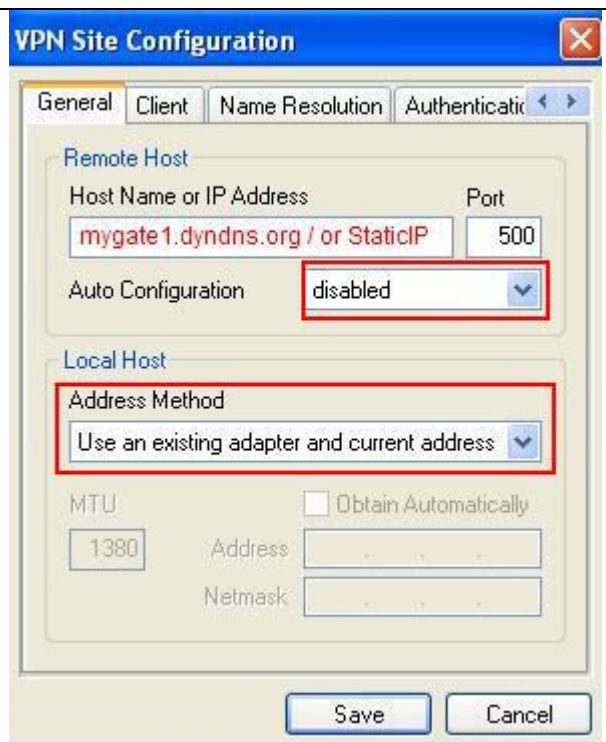 VPN Site Configuration
General Client Name Resolution Authenticatic
Remote Host
Host Name or IP Address Port
mygate1.dyndns.org / or StaticIP 500
Auto Configuration disabled
Local Host
Address Method
Use an existing adapter and current address
MTU Obtain Automatically
1380 Address . . .
Netmask . . .
Save Cancel